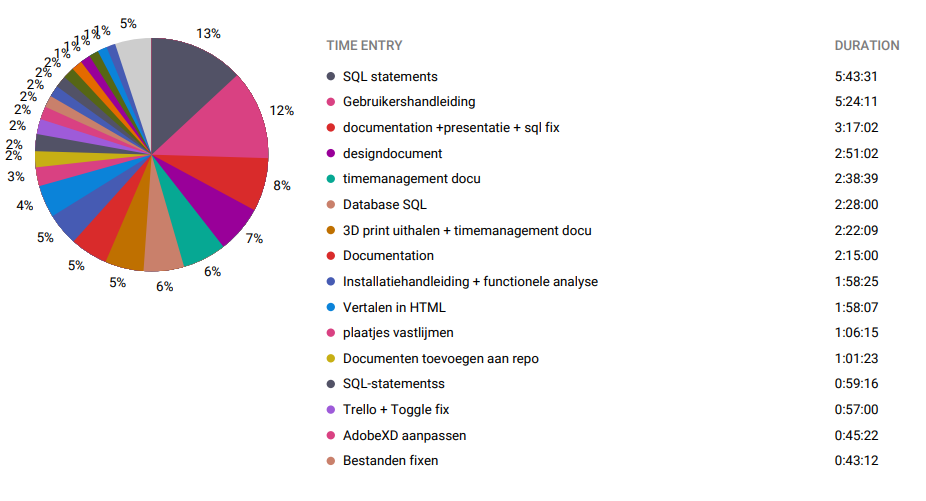 5%
13%
12%
8%
7%
6%
6%
5%
5%
5%
4%
3%
2%
2%
2%
2%
2%
2%
2%
1%
1%
1%
1%
1%
TIME ENTRY DURATION
SQL statements 5:43:31
Gebruikershandleiding 5:24:11
documentation +presentatie + sql fix 3:17:02
designdocument 2:51:02
timemanagement docu 2:38:39
Database SQL 2:28:00
3D print uithalen + timemanagement docu 2:22:09
Documentation 2:15:00
Installatiehandleiding + functionele analyse 1:58:25
Vertalen in HTML 1:58:07
plaatjes vastlijmen 1:06:15
Documenten toevoegen aan repo 1:01:23
SQL-statementss 0:59:16
Trello + Toggle fix 0:57:00
AdobeXD aanpassen 0:45:22
Bestanden fixen 0:43:12